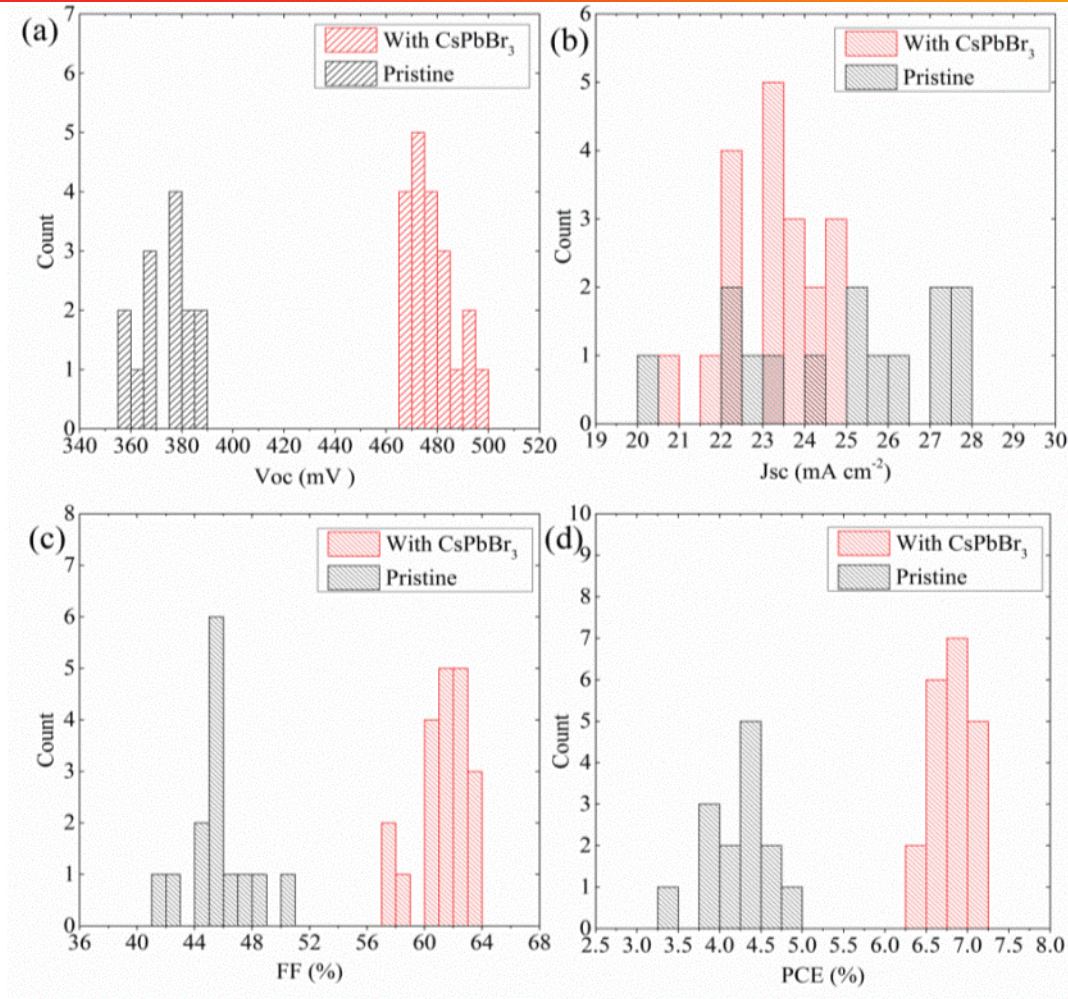 (a)
With CsPbBr3
Pristine
Count
0
1
2
3
4
5
6
7
340 360 380 400 420 440 460 480 500 520
Voc (mV )
(b)
With CsPbBr3
Pristine
Count
0
1
2
3
4
5
6
19 20 21 22 23 24 25 26 27 28 29 30
Jsc (mA cm-2)
(c)
With CsPbBr3
Pristine
Count
0
1
2
3
4
5
6
7
8
36 40 44 48 52 56 60 64 68
FF (%)
(d)
With CsPbBr3
Pristine
Count
0
1
2
3
4
5
6
7
8
9
10
2.5 3.0 3.5 4.0 4.5 5.0 5.5 6.0 6.5 7.0 7.5 8.0
PCE (%)